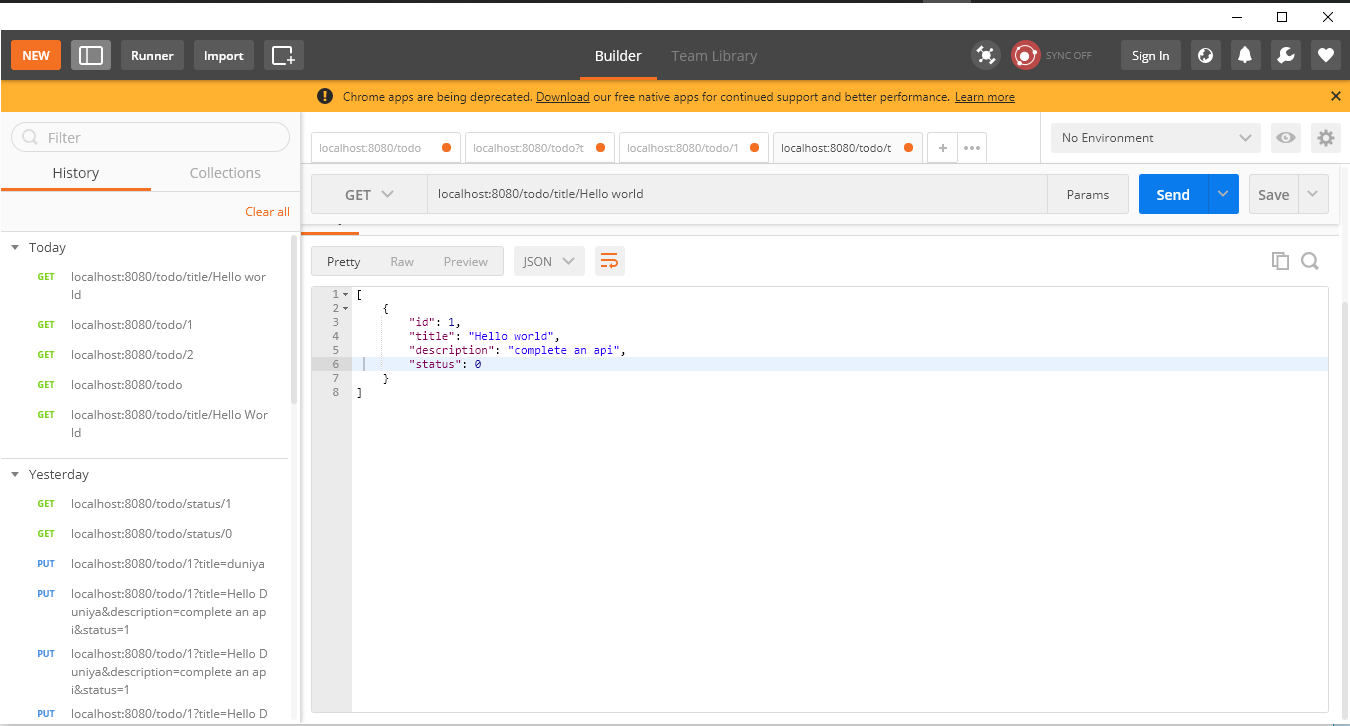 NEW
Runner
Import
Builder
Team Library
SYNC OFF
Sign In
Chrome apps are being deprecated. Download our free native apps for continued support and better performance. Learn more
Filter
History
Collections
Clear all
Today
GET localhost:8080/todo/title/Hello wor
ld
GET localhost:8080/todo/1
GET localhost:8080/todo/2
GET localhost:8080/todo
GET localhost:8080/todo/title/Hello Wor
ld
Yesterday
GET localhost:8080/todo/status/1
GET localhost:8080/todo/status/0
PUT localhost:8080/todo/1?title=duniya
PUT localhost:8080/todo/1?title=Hello D
uniya&description=complete an ap
i&status=1
PUT localhost:8080/todo/1?title=Hello D
uniya&description=complete an ap
i&status=1
PUT localhost:8080/todo/1?title=Hello D
localhost:8080/todo
localhost:8080/todo?t
localhost:8080/todo/1
localhost:8080/todo/t
+
No Environment
GET
localhost:8080/todo/title/Hello world
Params
Send
Save
Pretty
Raw
Preview
JSON
1 [
2 {
3 "id": 1,
4 "title": "Hello world",
5 "description": "complete an api",
6 "status": 0
7 }
8 ]